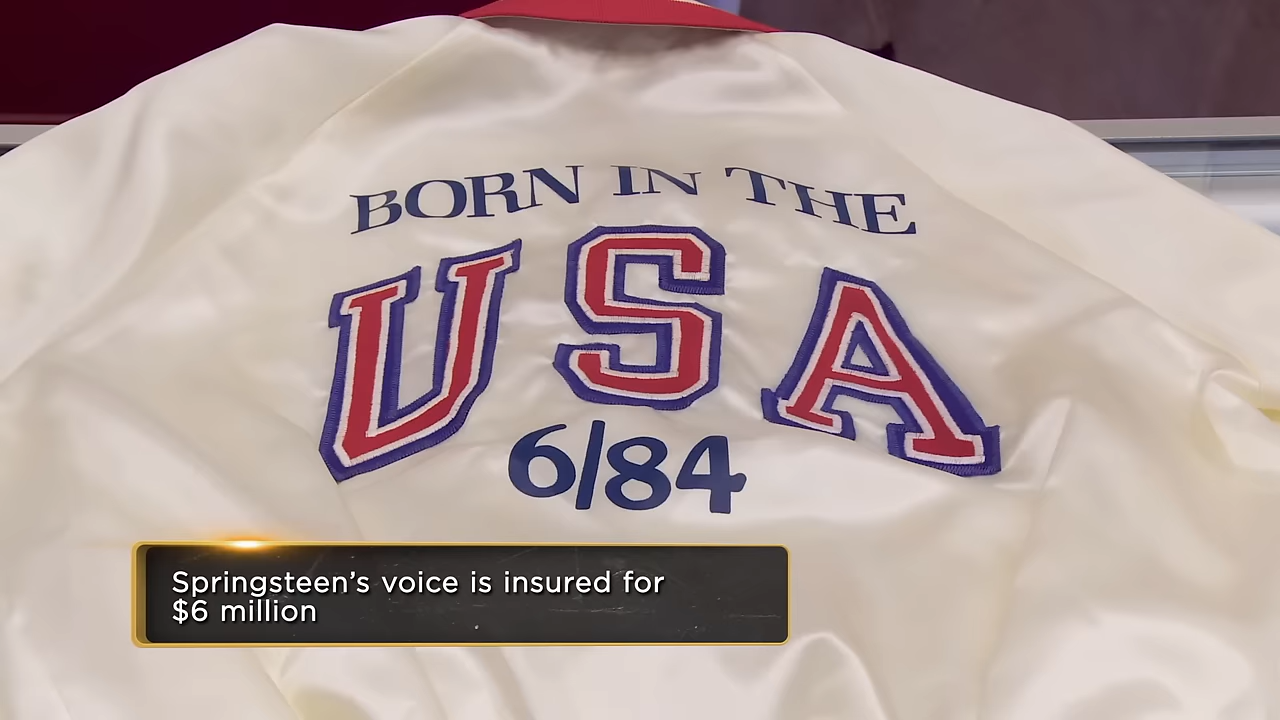 BORN IN THE
USA
6/84
Springsteen's voice is insured for
$6 million